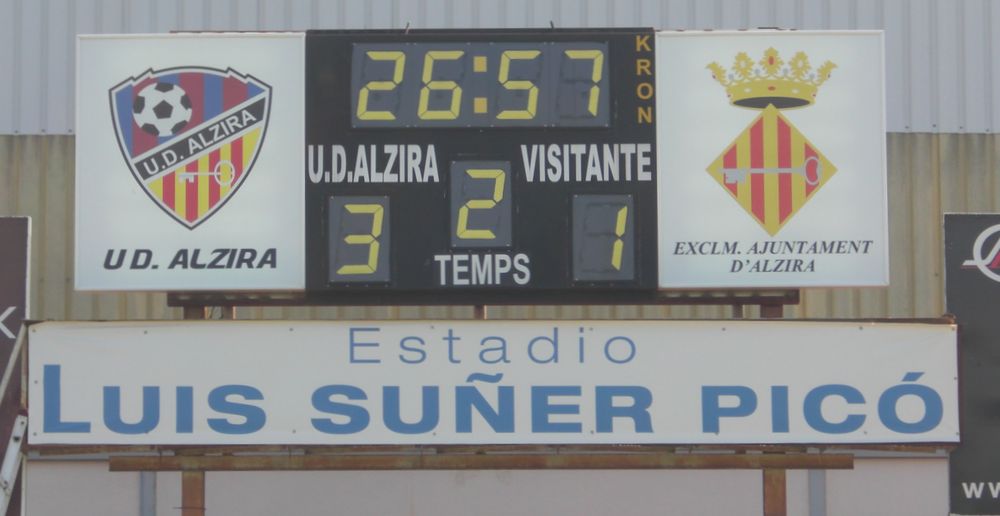 26:57
KRON
U.D. ALZIRA
U.D. ALZIRA
U.D.ALZIRA VISITANTE
3 2 1
TEMPS
EXCLM. AJUNTAMENT
D'ALZIRA
Estadio
LUIS SUÑER PICÓ
K
w